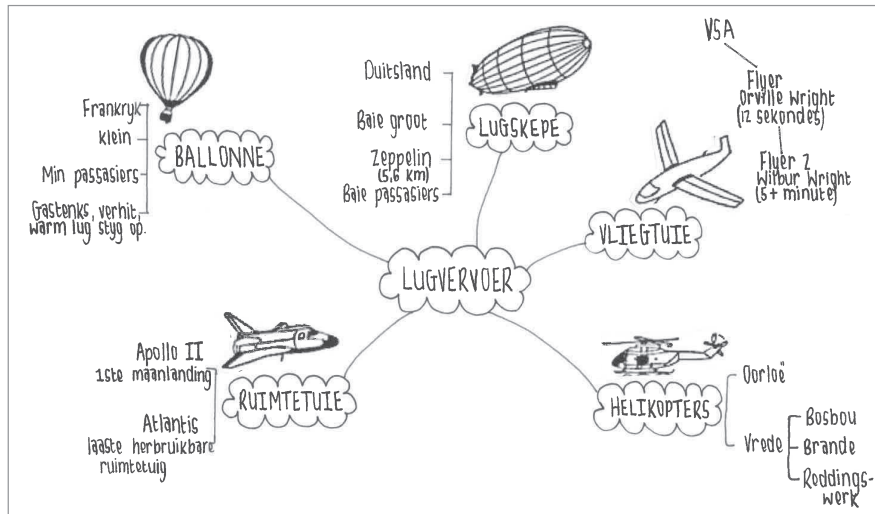 LUGVERVOER
BALLONNE
Frankryk
klein
Min passasiers
Gastenks, verhit,
warm lug styg op.
LUGSKEPE
Duitsland
Baie groot
Zeppelin
(5,6 km)
Baie passasiers
VLIEGTUIE
VSA
Flyer
Orville Wright
(12 sekondes)
Flyer 2
Wilbur Wright
(5+ minute)
RUIMTETUIE
Apollo II
1ste maanlanding
Atlantis
laaste herbruikbare
ruimtetuig
HELIKOPTERS
Oorloë
Vrede
Bosbou
Brande
Roddings-
werk